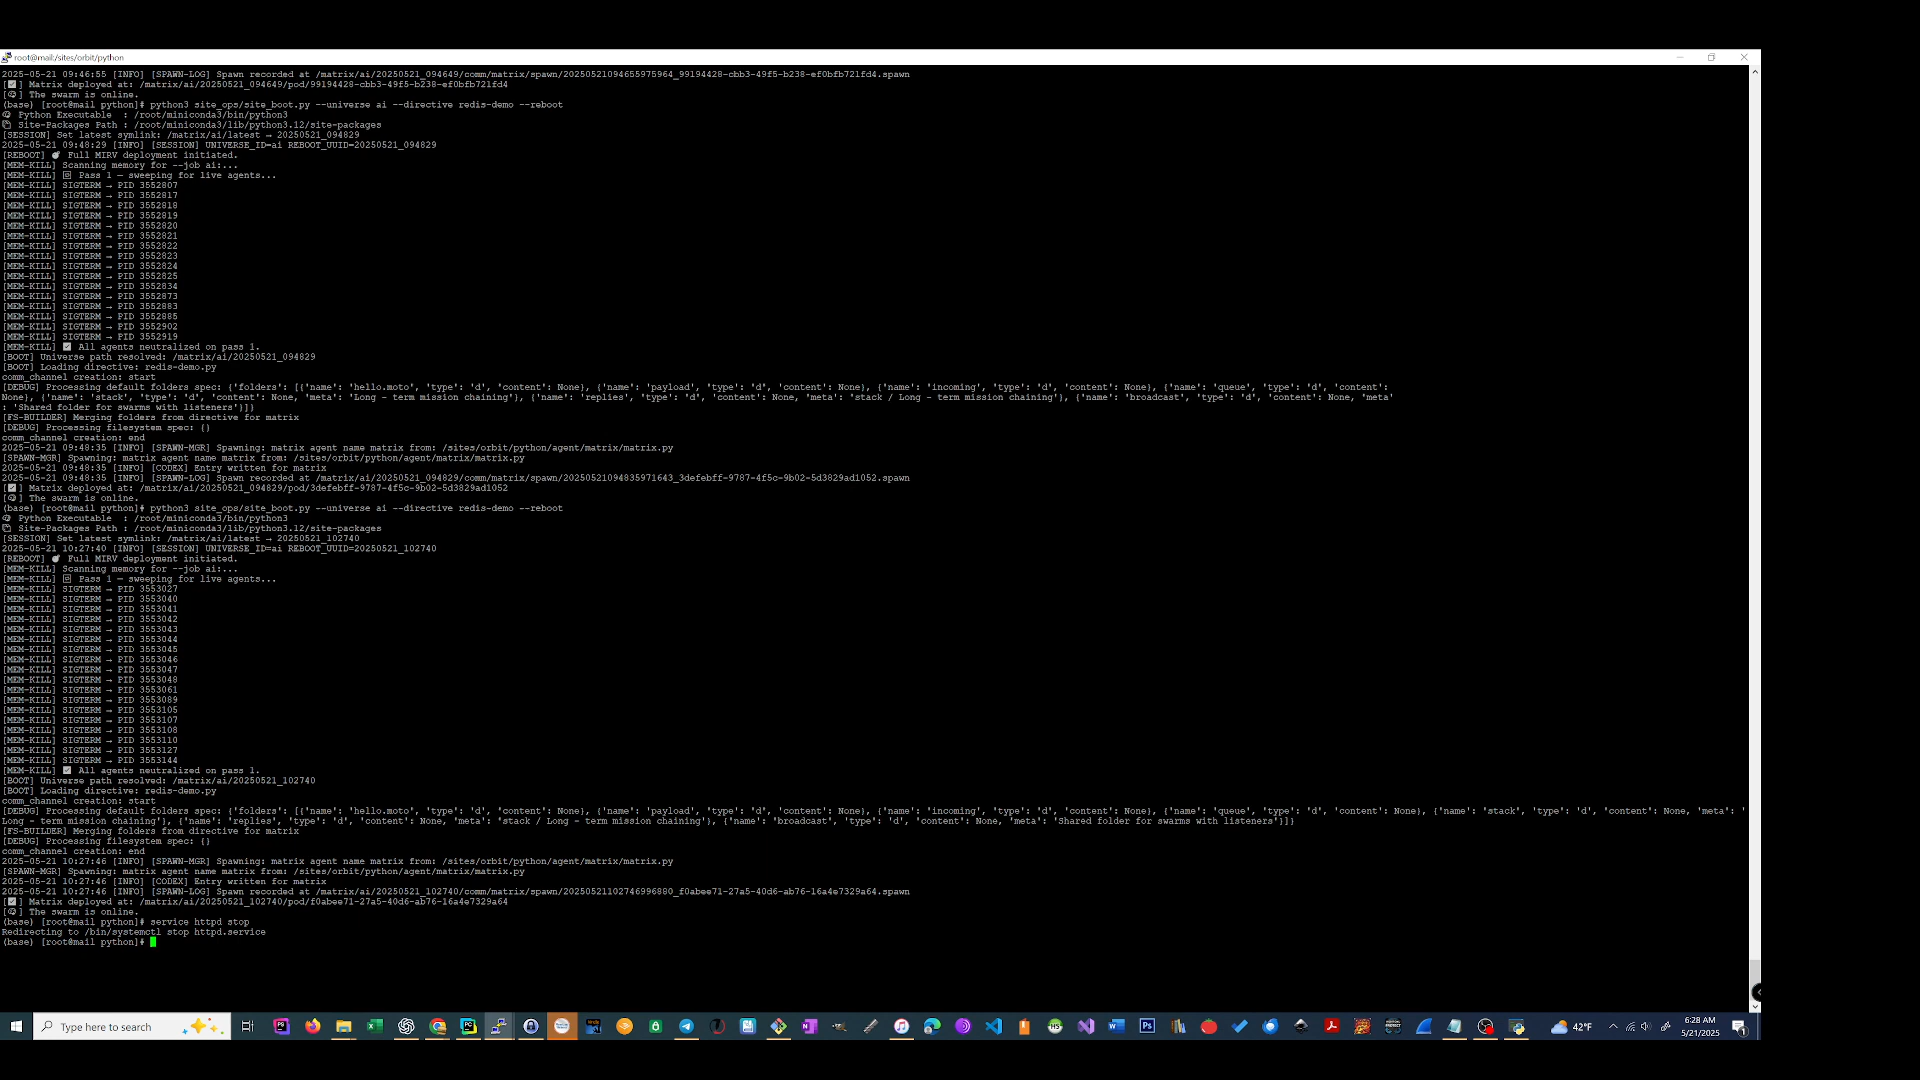 root@mail:/sites/orbit/python
2025-05-21 09:46:55 [INFO] [SPAWN-LOG] Spawn recorded at /matrix/ai/20250521_094649/comm/matrix/spawn/20250521094655975964_99194428-cbb3-49f5-b238-ef0bfb721fd4.spawn
[✅] Matrix deployed at: /matrix/ai/20250521_094649/pod/99194428-cbb3-49f5-b238-ef0bfb721fd4
[🧠] The swarm is online.
(base) [root@mail python]# python3 site_ops/site_boot.py --universe ai --directive redis-demo --reboot
🧠 Python Executable  : /root/miniconda3/bin/python3
Site-Packages Path : /root/miniconda3/lib/python3.12/site-packages
[SESSION] Set latest symlink: /matrix/ai/latest → 20250521_094829
2025-05-21 09:48:29 [INFO] [SESSION] UNIVERSE_ID=ai REBOOT_UUID=20250521_094829
[REBOOT] 💣 Full MIRV deployment initiated.
[MEM-KILL] Scanning memory for --job ai:...
[MEM-KILL] 🔁 Pass 1 — sweeping for live agents...
[MEM-KILL] SIGTERM → PID 3552807
[MEM-KILL] SIGTERM → PID 3552817
[MEM-KILL] SIGTERM → PID 3552818
[MEM-KILL] SIGTERM → PID 3552819
[MEM-KILL] SIGTERM → PID 3552820
[MEM-KILL] SIGTERM → PID 3552821
[MEM-KILL] SIGTERM → PID 3552822
[MEM-KILL] SIGTERM → PID 3552823
[MEM-KILL] SIGTERM → PID 3552824
[MEM-KILL] SIGTERM → PID 3552825
[MEM-KILL] SIGTERM → PID 3552834
[MEM-KILL] SIGTERM → PID 3552873
[MEM-KILL] SIGTERM → PID 3552883
[MEM-KILL] SIGTERM → PID 3552885
[MEM-KILL] SIGTERM → PID 3552902
[MEM-KILL] SIGTERM → PID 3552919
[MEM-KILL] ✅ All agents neutralized on pass 1.
[BOOT] Universe path resolved: /matrix/ai/20250521_094829
[BOOT] Loading directive: redis-demo.py
comm_channel creation: start
[DEBUG] Processing default folders spec: {'folders': [{'name': 'hello.moto', 'type': 'd', 'content': None}, {'name': 'payload', 'type': 'd', 'content': None}, {'name': 'incoming', 'type': 'd', 'content': None}, {'name': 'queue', 'type': 'd', 'content':
None}, {'name': 'stack', 'type': 'd', 'content': None, 'meta': 'Long - term mission chaining'}, {'name': 'replies', 'type': 'd', 'content': None, 'meta': 'stack / Long - term mission chaining'}, {'name': 'broadcast', 'type': 'd', 'content': None, 'meta'
: 'Shared folder for swarms with listeners'}]}
[FS-BUILDER] Merging folders from directive for matrix
[DEBUG] Processing filesystem spec: {}
comm_channel creation: end
2025-05-21 09:48:35 [INFO] [SPAWN-MGR] Spawning: matrix agent name matrix from: /sites/orbit/python/agent/matrix/matrix.py
[SPAWN-MGR] Spawning: matrix agent name matrix from: /sites/orbit/python/agent/matrix/matrix.py
2025-05-21 09:48:35 [INFO] [CODEX] Entry written for matrix
2025-05-21 09:48:35 [INFO] [SPAWN-LOG] Spawn recorded at /matrix/ai/20250521_094829/comm/matrix/spawn/20250521094835971643_3defebff-9787-4f5c-9b02-5d3829ad1052.spawn
[✅] Matrix deployed at: /matrix/ai/20250521_094829/pod/3defebff-9787-4f5c-9b02-5d3829ad1052
[🧠] The swarm is online.
(base) [root@mail python]# python3 site_ops/site_boot.py --universe ai --directive redis-demo --reboot
🧠 Python Executable  : /root/miniconda3/bin/python3
Site-Packages Path : /root/miniconda3/lib/python3.12/site-packages
[SESSION] Set latest symlink: /matrix/ai/latest → 20250521_102740
2025-05-21 10:27:40 [INFO] [SESSION] UNIVERSE_ID=ai REBOOT_UUID=20250521_102740
[REBOOT] 💣 Full MIRV deployment initiated.
[MEM-KILL] Scanning memory for --job ai:...
[MEM-KILL] 🔁 Pass 1 — sweeping for live agents...
[MEM-KILL] SIGTERM → PID 3553027
[MEM-KILL] SIGTERM → PID 3553040
[MEM-KILL] SIGTERM → PID 3553041
[MEM-KILL] SIGTERM → PID 3553042
[MEM-KILL] SIGTERM → PID 3553043
[MEM-KILL] SIGTERM → PID 3553044
[MEM-KILL] SIGTERM → PID 3553045
[MEM-KILL] SIGTERM → PID 3553046
[MEM-KILL] SIGTERM → PID 3553047
[MEM-KILL] SIGTERM → PID 3553048
[MEM-KILL] SIGTERM → PID 3553061
[MEM-KILL] SIGTERM → PID 3553089
[MEM-KILL] SIGTERM → PID 3553105
[MEM-KILL] SIGTERM → PID 3553107
[MEM-KILL] SIGTERM → PID 3553108
[MEM-KILL] SIGTERM → PID 3553110
[MEM-KILL] SIGTERM → PID 3553127
[MEM-KILL] SIGTERM → PID 3553144
[MEM-KILL] ✅ All agents neutralized on pass 1.
[BOOT] Universe path resolved: /matrix/ai/20250521_102740
[BOOT] Loading directive: redis-demo.py
comm_channel creation: start
[DEBUG] Processing default folders spec: {'folders': [{'name': 'hello.moto', 'type': 'd', 'content': None}, {'name': 'payload', 'type': 'd', 'content': None}, {'name': 'incoming', 'type': 'd', 'content': None}, {'name': 'queue', 'type': 'd', 'content': None}, {'name': 'stack', 'type': 'd', 'content': None, 'meta': '
Long - term mission chaining'}, {'name': 'replies', 'type': 'd', 'content': None, 'meta': 'stack / Long - term mission chaining'}, {'name': 'broadcast', 'type': 'd', 'content': None, 'meta': 'Shared folder for swarms with listeners'}]}
[FS-BUILDER] Merging folders from directive for matrix
[DEBUG] Processing filesystem spec: {}
comm_channel creation: end
2025-05-21 10:27:46 [INFO] [SPAWN-MGR] Spawning: matrix agent name matrix from: /sites/orbit/python/agent/matrix/matrix.py
[SPAWN-MGR] Spawning: matrix agent name matrix from: /sites/orbit/python/agent/matrix/matrix.py
2025-05-21 10:27:46 [INFO] [CODEX] Entry written for matrix
2025-05-21 10:27:46 [INFO] [SPAWN-LOG] Spawn recorded at /matrix/ai/20250521_102740/comm/matrix/spawn/20250521102746996880_f0abee71-27a5-40d6-ab76-16a4e7329a64.spawn
[✅] Matrix deployed at: /matrix/ai/20250521_102740/pod/f0abee71-27a5-40d6-ab76-16a4e7329a64
[🧠] The swarm is online.
(base) [root@mail python]# service httpd stop
Redirecting to /bin/systemctl stop httpd.service
(base) [root@mail python]#
Type here to search
42°F
6:28 AM
5/21/2025